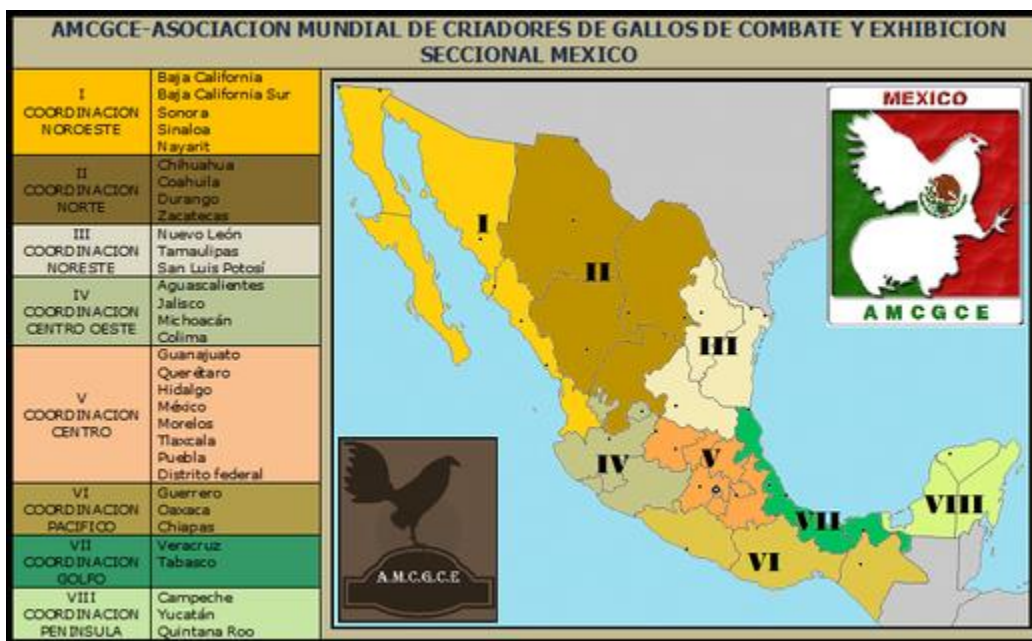 AMCGCE-ASOCIACION MUNDIAL DE CRIADORES DE GALLOS DE COMBATE Y EXHIBICION
SECCIONAL MEXICO
I
COORDINACION
NOROESTE
Baja California
Baja California Sur
Sonora
Sinaloa
Nayarit
II
COORDINACION
NORTE
Chihuahua
Coahuila
Durango
Zacatecas
III
COORDINACION
NORESTE
Nuevo León
Tamaulipas
San Luis Potosí
IV
COORDINACION
CENTRO OESTE
Aguascalientes
Jalisco
Michoacán
Colima
V
COORDINACION
CENTRO
Guanajuato
Querétaro
Hidalgo
México
Morelos
Tlaxcala
Puebla
Distrito federal
VI
COORDINACION
PACIFICO
Guerrero
Oaxaca
Chiapas
VII
COORDINACION
GOLFO
Veracruz
Tabasco
VIII
COORDINACION
PENINSULA
Campeche
Yucatán
Quintana Roo
I
II
III
IV
V
VI
VII
VIII
MEXICO
AMCGCE
A.M.C.G.C.E